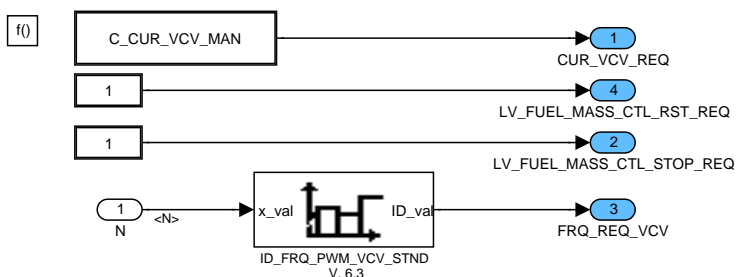 f()
C_CUR_VCV_MAN
1
CUR_VCV_REQ
1
4
LV_FUEL_MASS_CTL_RST_REQ
1
2
LV_FUEL_MASS_CTL_STOP_REQ
1
N
<N>
x_val
ID_val
ID_FRQ_PWM_VCV_STND
V. 6.3
3
FRQ_REQ_VCV